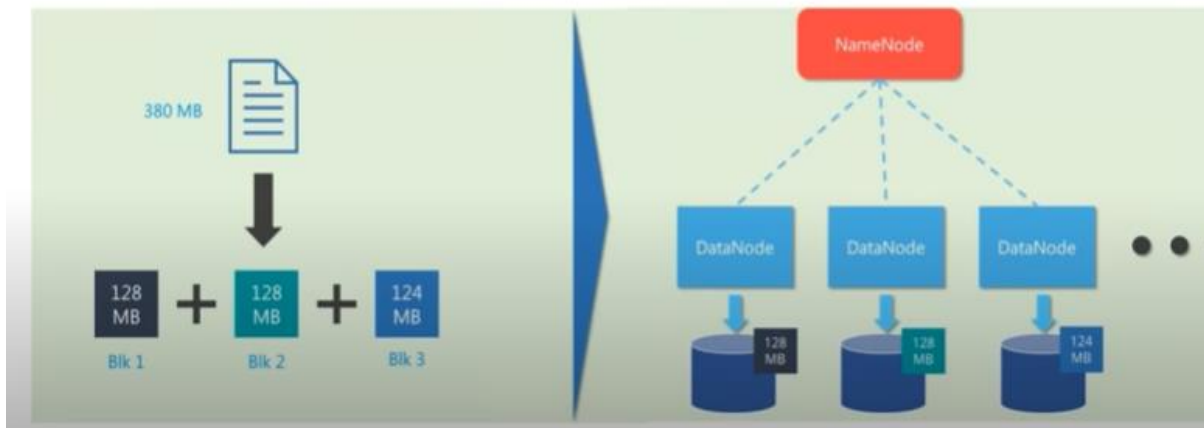 380 MB
128
MB
128
MB
124
MB
Blk 1
Blk 2
Blk 3
NameNode
DataNode
DataNode
DataNode
128
MB
128
MB
124
MB